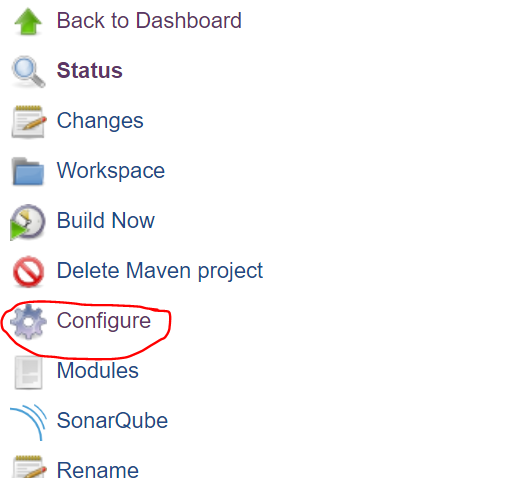 Back to Dashboard
Status
Changes
Workspace
Build Now
Delete Maven project
Configure
Modules
SonarQube
Rename